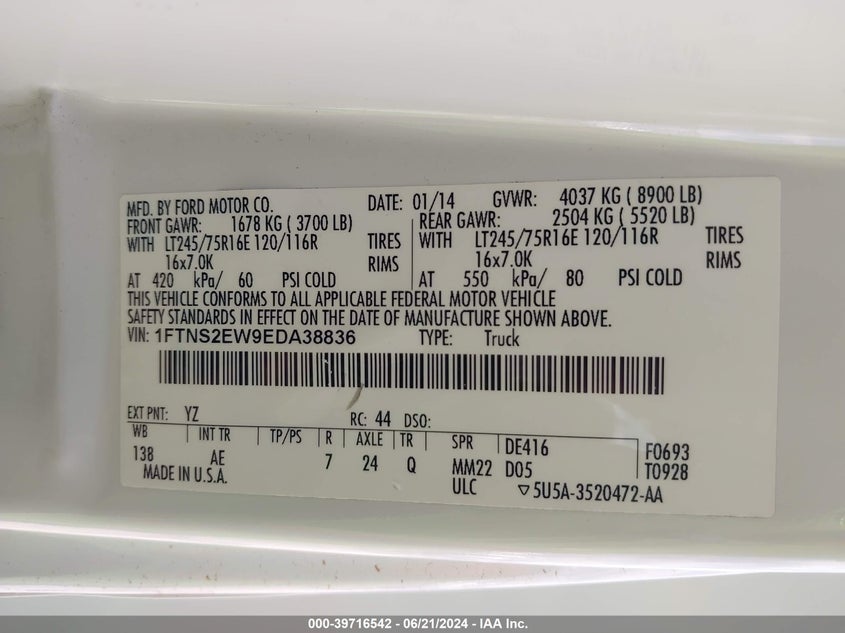 MFD. BY FORD MOTOR CO. DATE: 01/14 GVWR: 4037 KG ( 8900 LB)
FRONT GAWR: 1678 KG ( 3700 LB) REAR GAWR: 2504 KG ( 5520 LB)
WITH LT245/75R16E 120/116R TIRES WITH LT245/75R16E 120/116R TIRES
16x7.0K RIMS 16x7.0K RIMS
AT 420 kPa/ 60 PSI COLD AT 550 kPa/ 80 PSI COLD
THIS VEHICLE CONFORMS TO ALL APPLICABLE FEDERAL MOTOR VEHICLE
SAFETY STANDARDS IN EFFECT ON THE DATE OF MANUFACTURE SHOWN ABOVE.
VIN: 1FTNS2EW9EDA38836 TYPE: Truck
EXT PNT: YZ RC: 44 DSO:
WB INT TR TP/PS R AXLE TR SPR DE416 F0693
138 AE 7 24 Q MM22 D05 T0928
MADE IN U.S.A. ULC ▽5U5A-3520472-AA
000-39716542 / 06/21/2024 - IAA Inc.